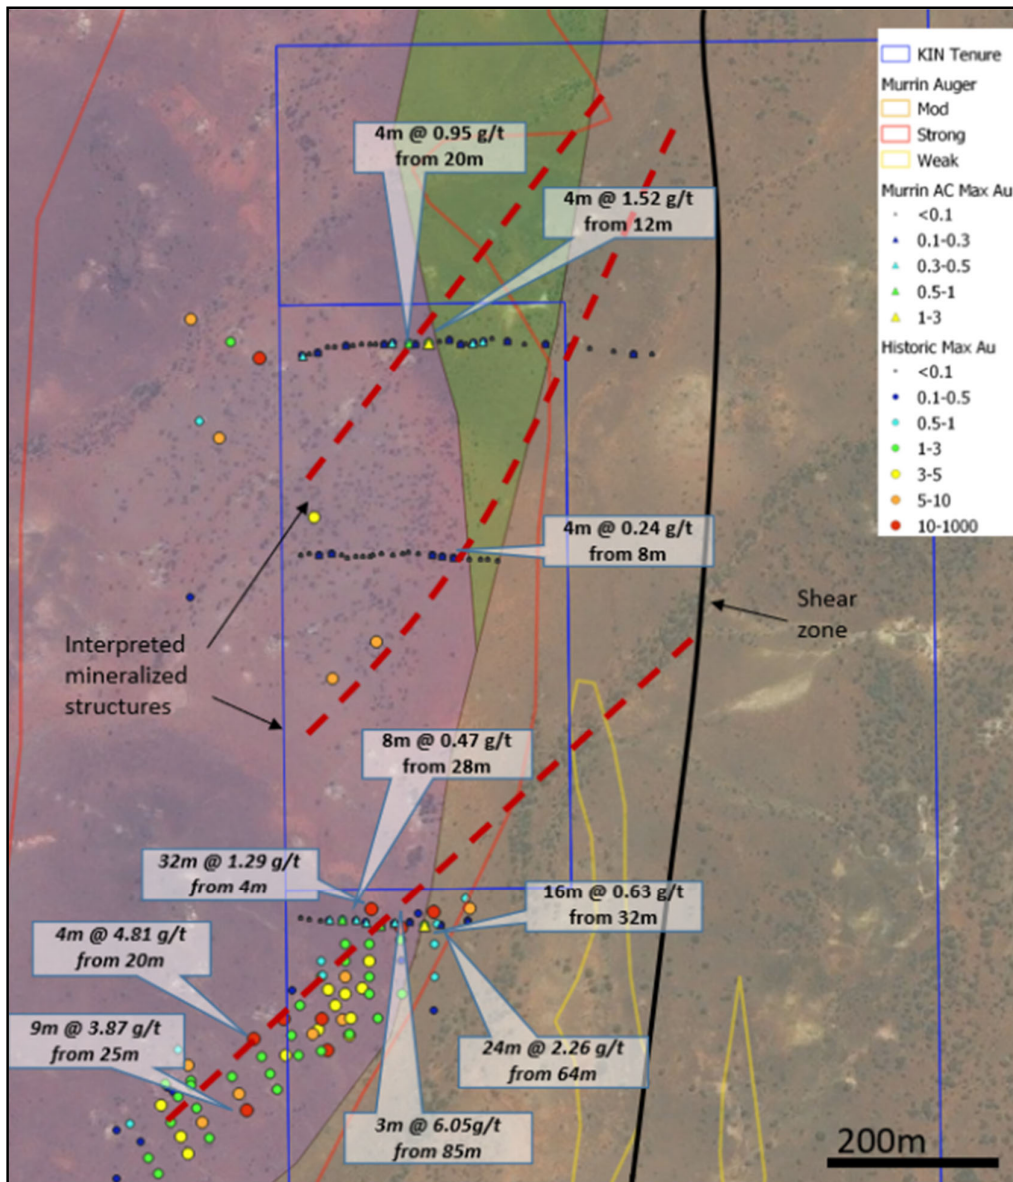 KIN Tenure
Murrin Auger
Mod
Strong
Weak
Murrin AC Max Au
<0.1
0.1-0.3
0.3-0.5
0.5-1
1-3
Historic Max Au
<0.1
0.1-0.5
0.5-1
1-3
3-5
5-10
10-1000
4m @ 0.95 g/t
from 20m
4m @ 1.52 g/t
from 12m
4m @ 0.24 g/t
from 8m
Shear
zone
Interpreted
mineralized
structures
8m @ 0.47 g/t
from 28m
32m @ 1.29 g/t
from 4m
16m @ 0.63 g/t
from 32m
4m @ 4.81 g/t
from 20m
9m @ 3.87 g/t
from 25m
24m @ 2.26 g/t
from 64m
3m @ 6.05g/t
from 85m
200m